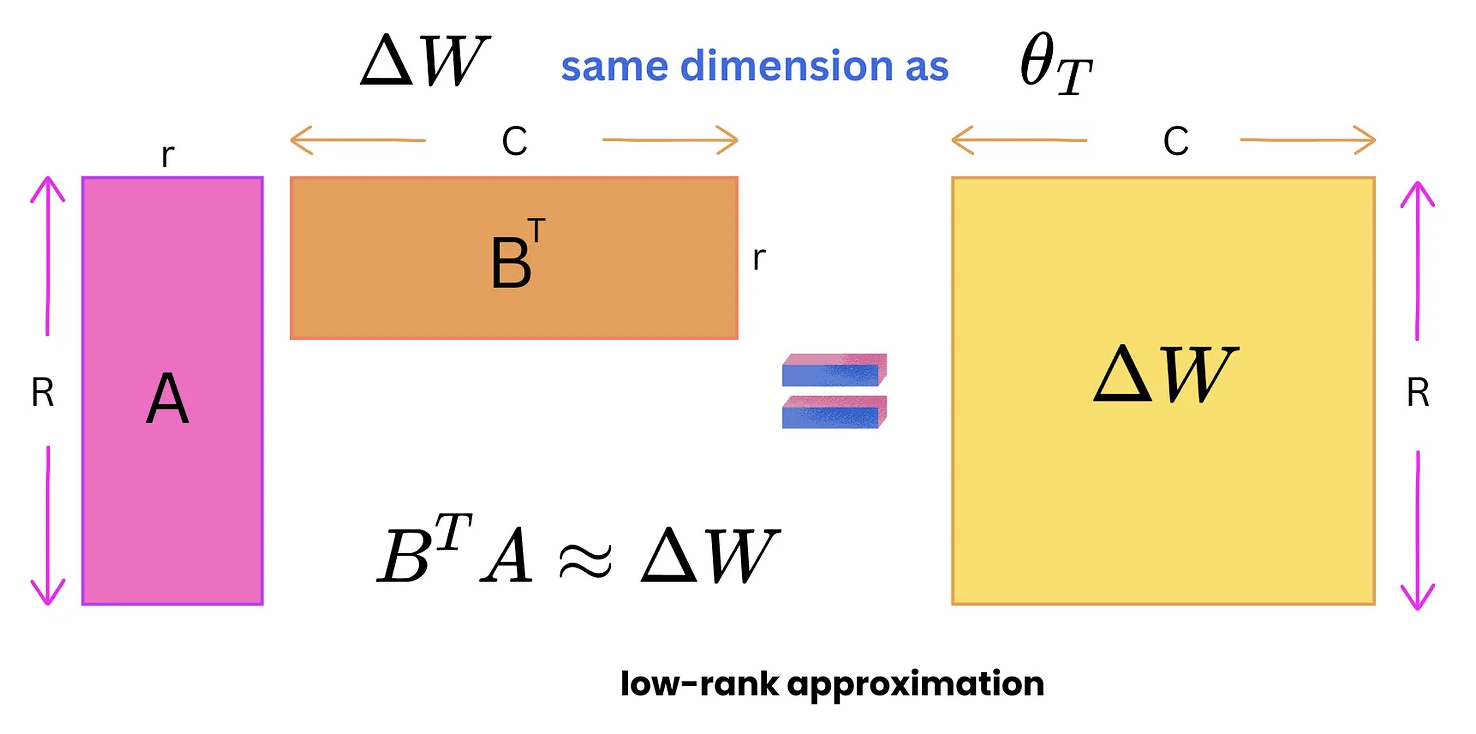 ΔW same dimension as θ_T
r C C
A B^T r
R ΔW R
B^T A ≈ ΔW
low-rank approximation